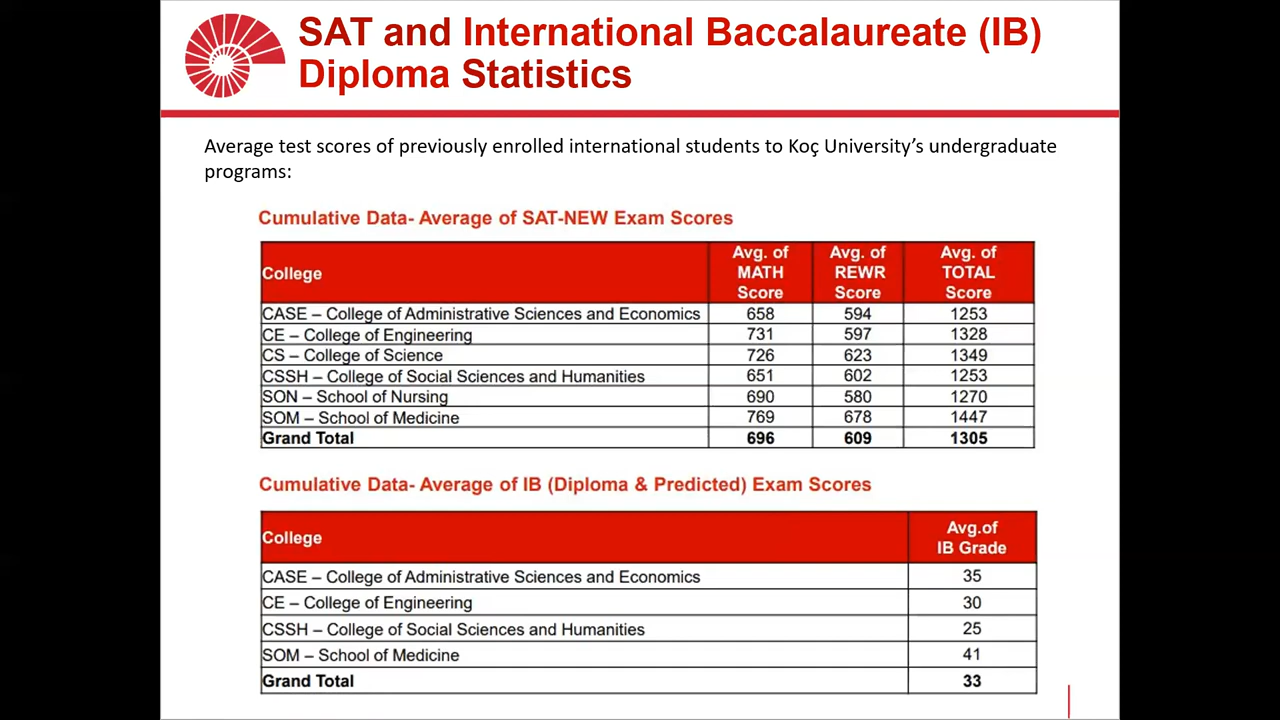 SAT and International Baccalaureate (IB)
Diploma Statistics
Average test scores of previously enrolled international students to Koç University’s undergraduate
programs:
Cumulative Data- Average of SAT-NEW Exam Scores
College Avg. of MATH Score Avg. of REWR Score Avg. of TOTAL Score
CASE – College of Administrative Sciences and Economics 658 594 1253
CE – College of Engineering 731 597 1328
CS – College of Science 726 623 1349
CSSH – College of Social Sciences and Humanities 651 602 1253
SON – School of Nursing 690 580 1270
SOM – School of Medicine 769 678 1447
Grand Total 696 609 1305
Cumulative Data- Average of IB (Diploma & Predicted) Exam Scores
College Avg.of IB Grade
CASE – College of Administrative Sciences and Economics 35
CE – College of Engineering 30
CSSH – College of Social Sciences and Humanities 25
SOM – School of Medicine 41
Grand Total 33